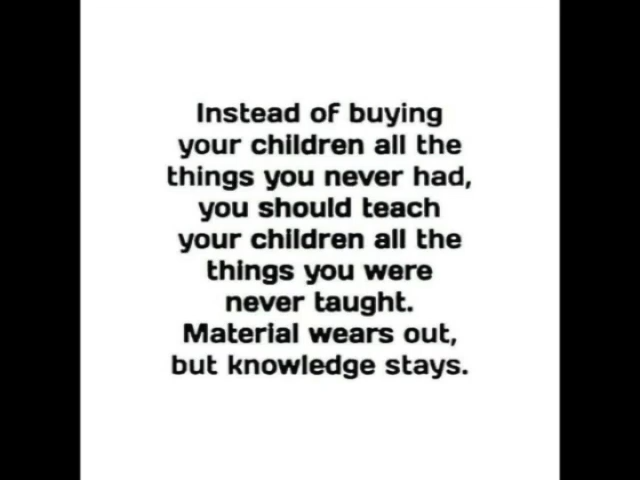 Instead of buying
your children all the
things you never had,
you should teach
your children all the
things you were
never taught.
Material wears out,
but knowledge stays.